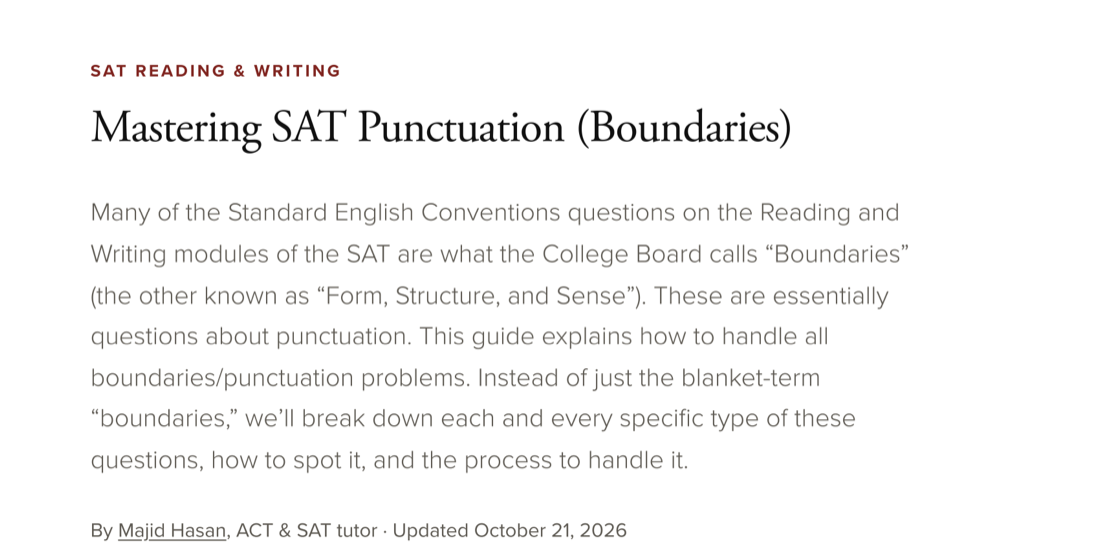 SAT READING & WRITING
Mastering SAT Punctuation (Boundaries)
Many of the Standard English Conventions questions on the Reading and
Writing modules of the SAT are what the College Board calls “Boundaries”
(the other known as “Form, Structure, and Sense”). These are essentially
questions about punctuation. This guide explains how to handle all
boundaries/punctuation problems. Instead of just the blanket-term
“boundaries,” we’ll break down each and every specific type of these
questions, how to spot it, and the process to handle it.
By Majid Hasan, ACT & SAT tutor · Updated October 21, 2026